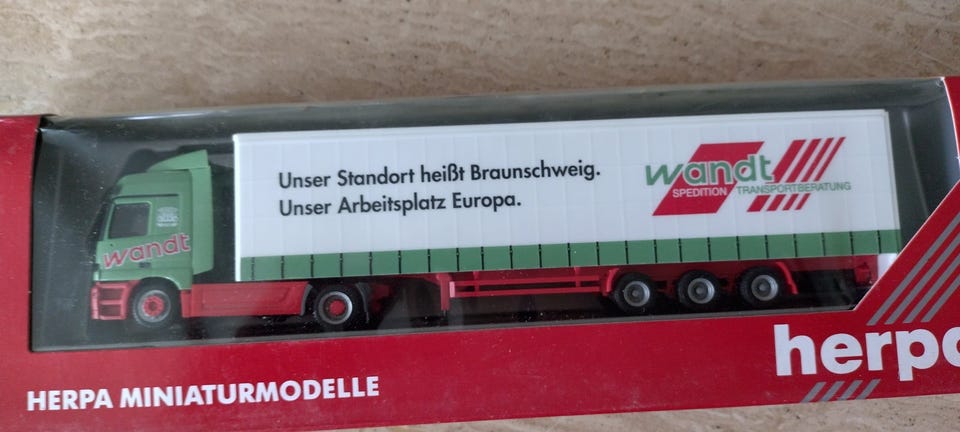 Unser Standort heißt Braunschweig.
Unser Arbeitsplatz Europa.
wandt
SPEDITION TRANSPORTBERATUNG
wandt
herpa
HERPA MINIATURMODELLE